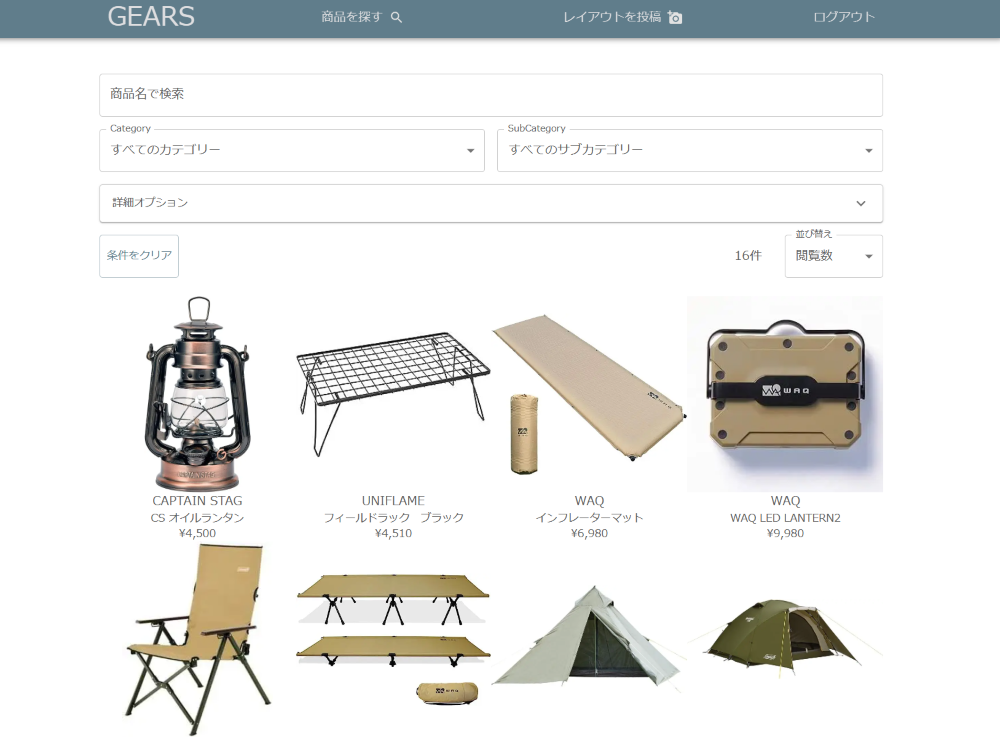 GEARS
商品を探す
レイアウトを投稿
ログアウト
商品名で検索
Category
すべてのカテゴリー
SubCategory
すべてのサブカテゴリー
詳細オプション
条件をクリア
16件
並び替え
閲覧数
WAQ
WAQ
CAPTAIN STAG
CS オイルランタン
¥4,500
UNIFLAME
フィールドラック　ブラック
¥4,510
WAQ
インフレーターマット
¥6,980
WAQ
WAQ LED LANTERN2
¥9,980
WAQ